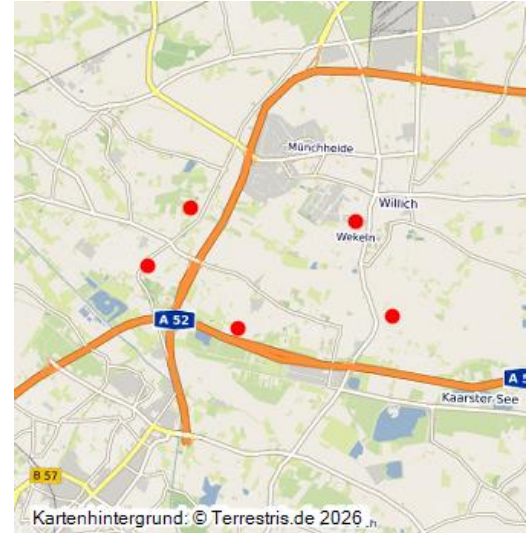 Münchheide
Willich
Wekeln
A 52
A 5
Kaarster See
B 57
Kartenhintergrund: © Terrestris.de 2026